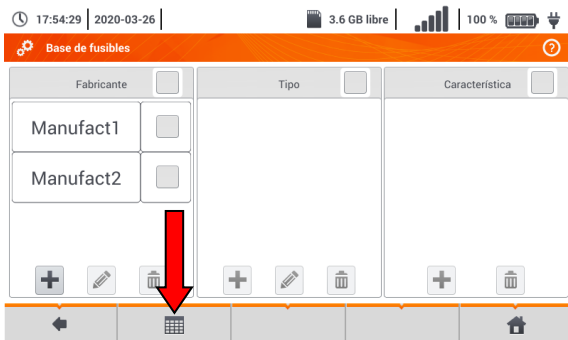 17:54:29 2020-03-26 3.6 GB libre 100 %
Base de fusibles ?
Fabricante Tipo Característica
Manufact1
Manufact2